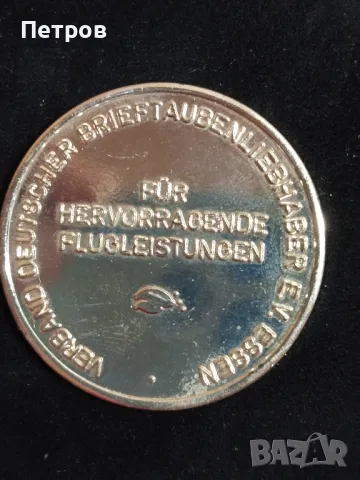 Петров
VERBAND DEUTSCHER BRIEFTAUBENLIEBHABER E.V. ESSEN
FÜR
HERVORRAGENDE
FLUGLEISTUNGEN
BAZAR